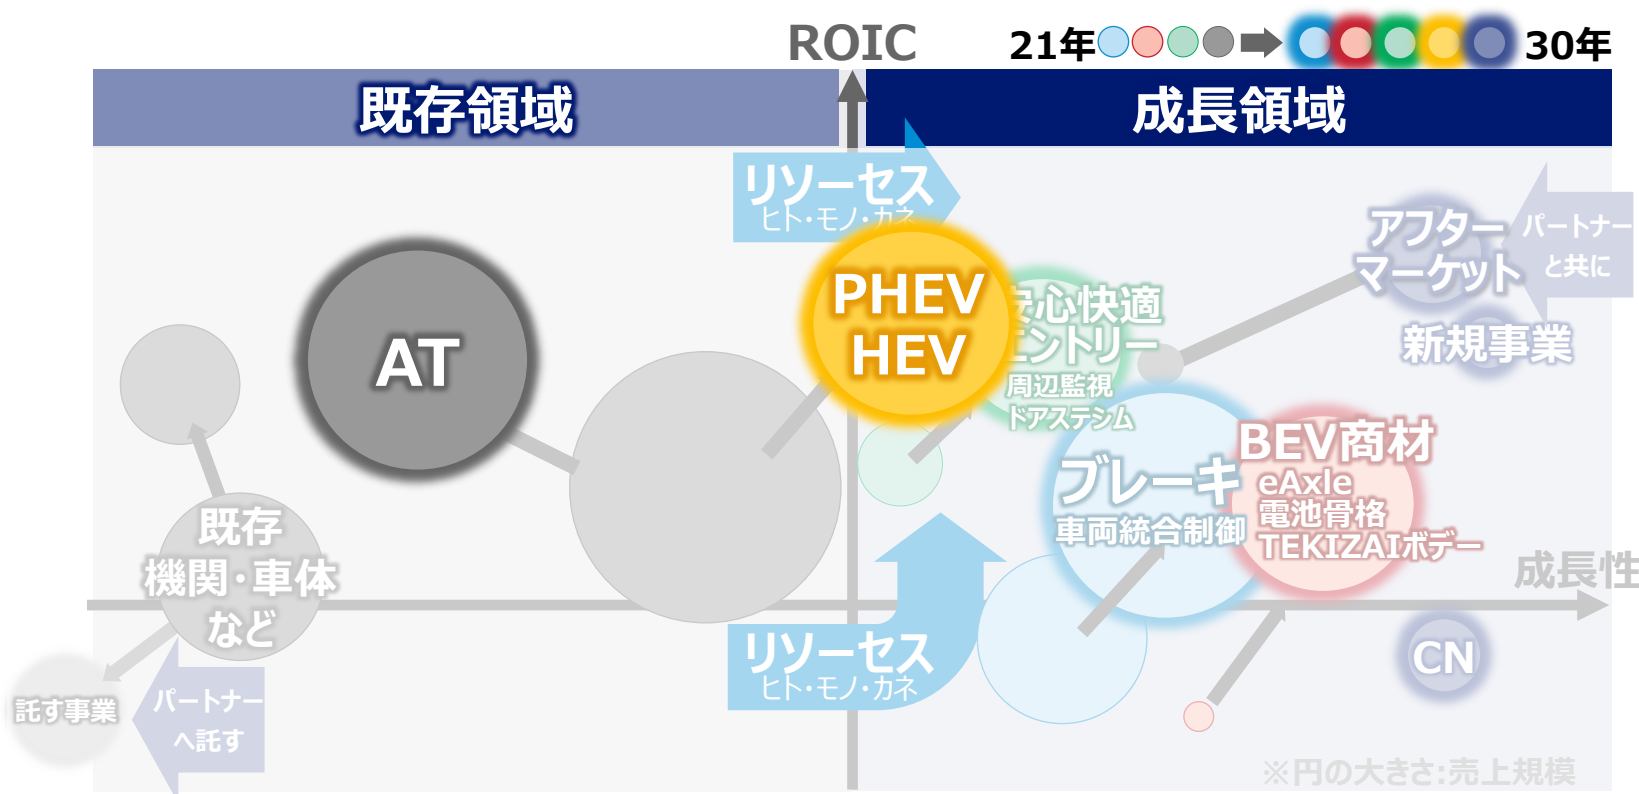 ROIC
21年
30年
既存領域
成長領域
リソーセス
ヒト・モノ・カネ
アフター
マーケット
パートナー
と共に
新規事業
PHEV
HEV
安心快適
エントリー
周辺監視
ドアステシム
AT
BEV商材
eAxle
電池骨格
TEKIZAIボデー
ブレーキ
車両統合制御
既存
機関・車体
など
成長性
リソーセス
ヒト・モノ・カネ
CN
託す事業
パートナー
へ託す
※円の大きさ:売上規模